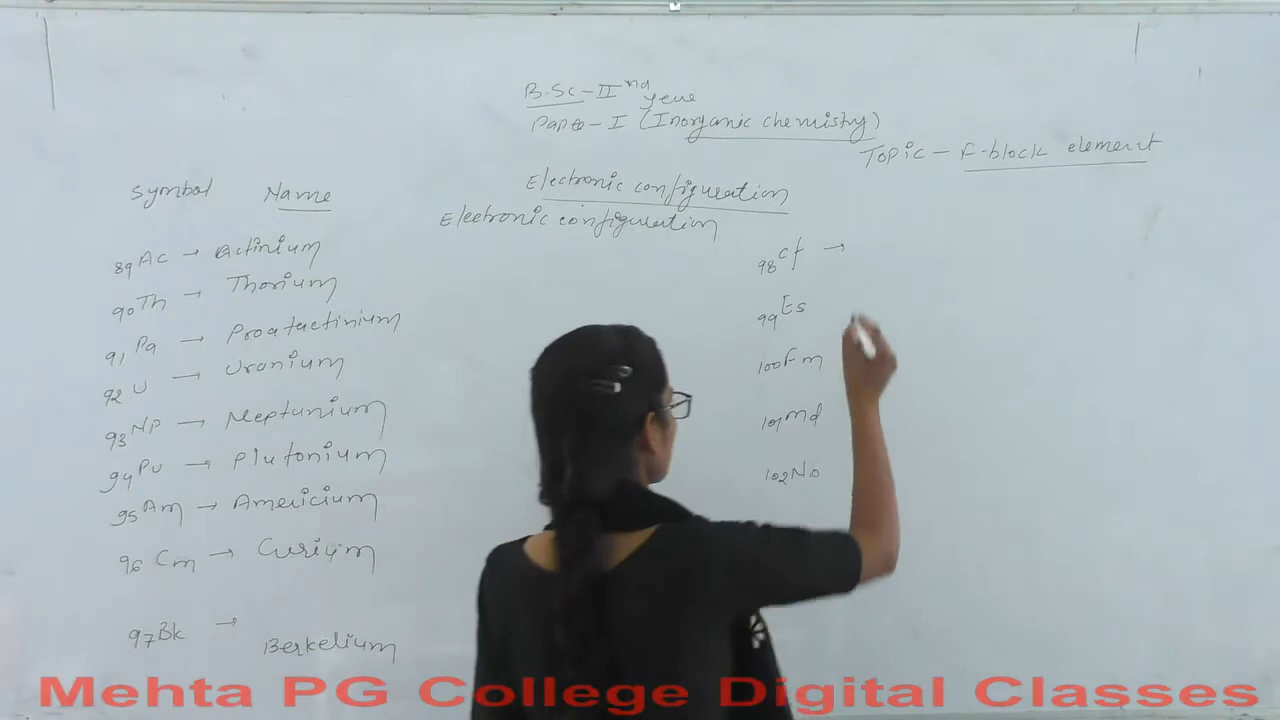 B.Sc - IInd year
Paper - I (Inorganic chemistry)
Topic - F-block element
Electronic configuration
Symbol Name Electronic configuration
89Ac → Actinium
90Th → Thorium
91Pa → Proatactinium
92U → Uranium
93Np → Neptunium
94Pu → Plutonium
95Am → Americium
96Cm → Curium
97Bk → Berkelium
98Cf →
99Es
100Fm
101Md
102No
Mehta PG College Digital Classes